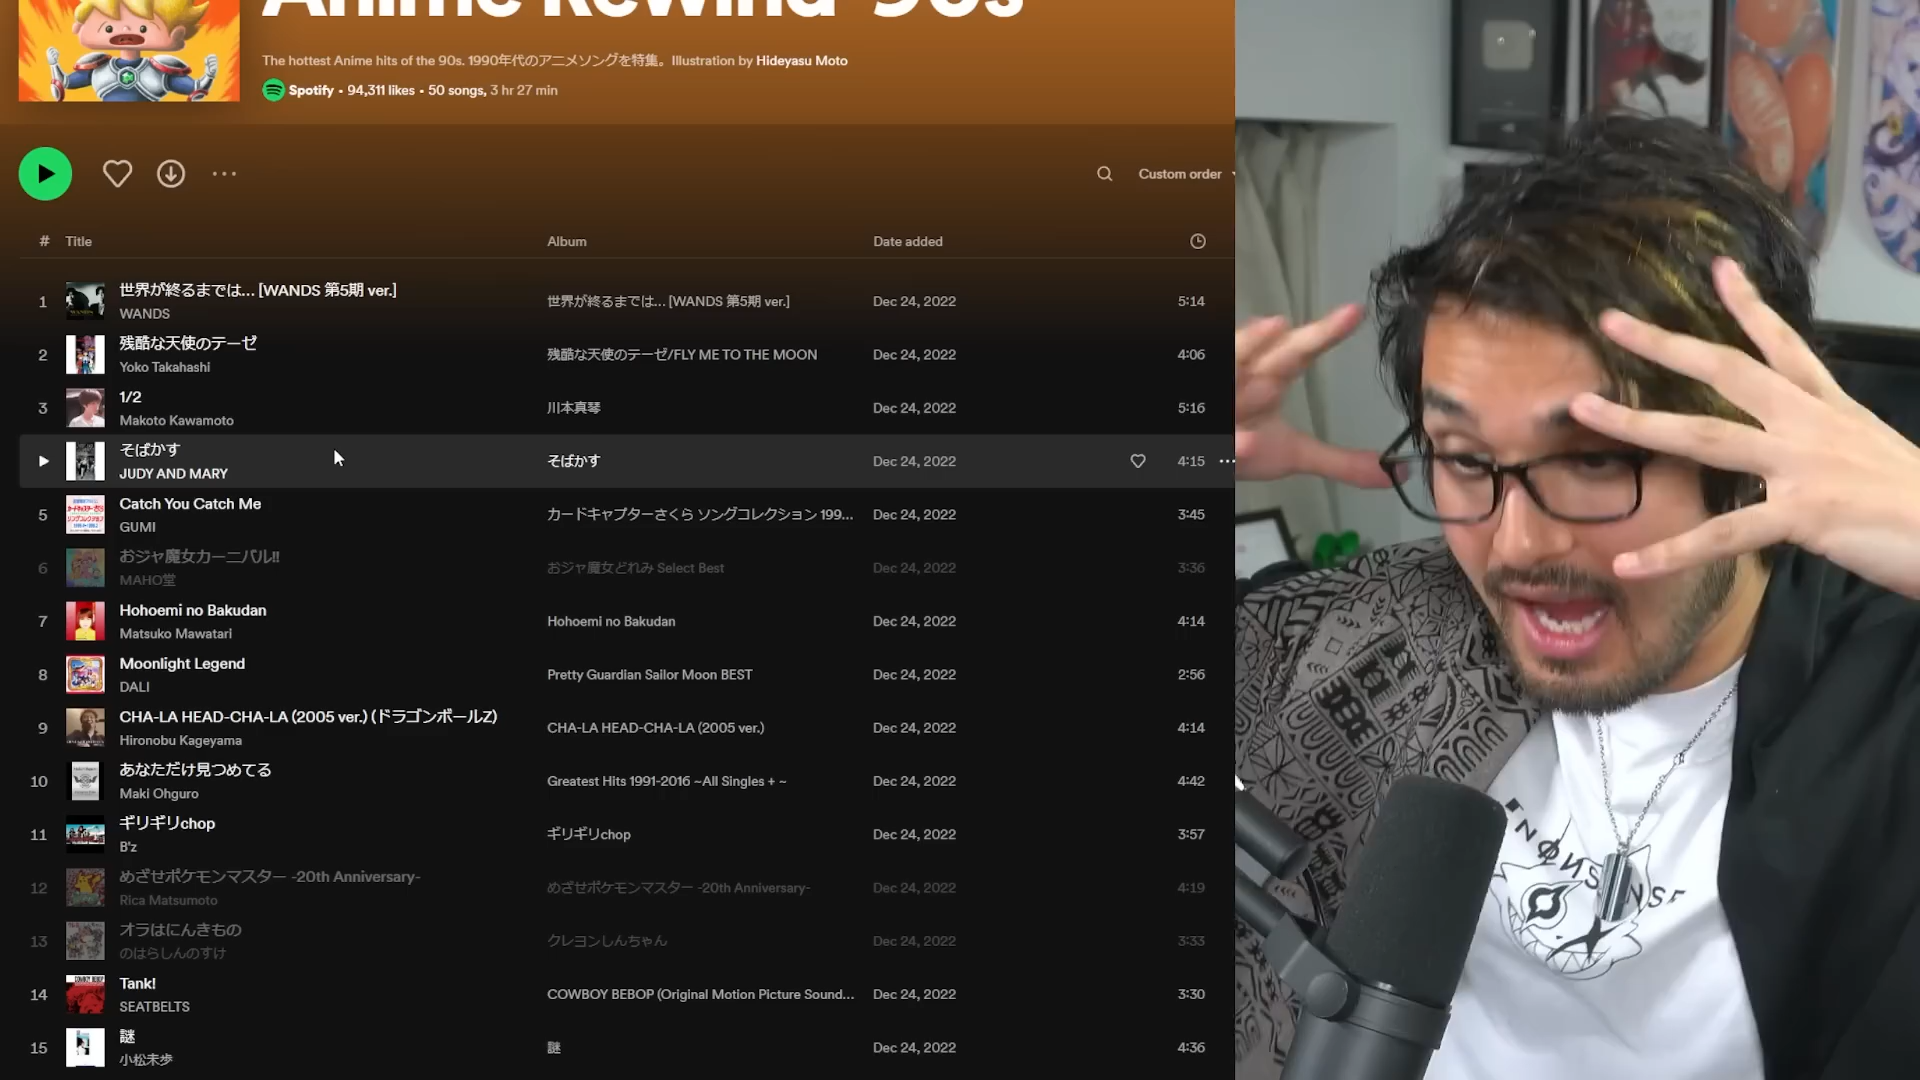 Anime Rewind '90s
The hottest Anime hits of the 90s. 1990年代のアニメソングを特集。Illustration by Hideyasu Moto
Spotify • 94,311 likes • 50 songs, 3 hr 27 min
Custom order
# Title Album Date added
1 世界が終るまでは... [WANDS 第5期 ver.] 世界が終るまでは... [WANDS 第5期 ver.] Dec 24, 2022 5:14
WANDS
2 残酷な天使のテーゼ 残酷な天使のテーゼ/FLY ME TO THE MOON Dec 24, 2022 4:06
Yoko Takahashi
3 1/2 川本真琴 Dec 24, 2022 5:16
Makoto Kawamoto
そばかす そばかす Dec 24, 2022 4:15
JUDY AND MARY
5 Catch You Catch Me カードキャプターさくら ソングコレクション 199... Dec 24, 2022 3:45
GUMI
6 おジャ魔女カーニバル!! おジャ魔女どれみ Select Best Dec 24, 2022 3:36
MAHO堂
7 Hohoemi no Bakudan Hohoemi no Bakudan Dec 24, 2022 4:14
Matsuko Mawatari
8 Moonlight Legend Pretty Guardian Sailor Moon BEST Dec 24, 2022 2:56
DALI
9 CHA-LA HEAD-CHA-LA (2005 ver.) (ドラゴンボールZ) CHA-LA HEAD-CHA-LA (2005 ver.) Dec 24, 2022 4:14
Hironobu Kageyama
10 あなただけ見つめてる Greatest Hits 1991-2016 ~All Singles + ~ Dec 24, 2022 4:42
Maki Ohguro
11 ギリギリchop ギリギリchop Dec 24, 2022 3:57
B'z
12 めざせポケモンマスター -20th Anniversary- めざせポケモンマスター -20th Anniversary- Dec 24, 2022 4:19
Rica Matsumoto
13 オラはにんきもの クレヨンしんちゃん Dec 24, 2022 3:33
のはらしんのすけ
14 Tank! COWBOY BEBOP (Original Motion Picture Sound... Dec 24, 2022 3:30
SEATBELTS
15 謎 謎 Dec 24, 2022 4:36
小松未歩